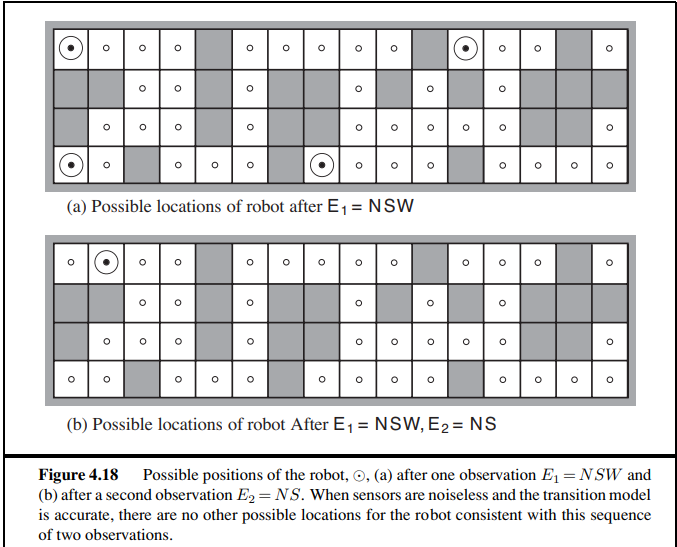 (a) Possible locations of robot after E1 = NSW
(b) Possible locations of robot After E1 = NSW, E2 = NS
Figure 4.18 Possible positions of the robot, ⊙, (a) after one observation E1 = NSW and
(b) after a second observation E2 = NS. When sensors are noiseless and the transition model
is accurate, there are no other possible locations for the robot consistent with this sequence
of two observations.